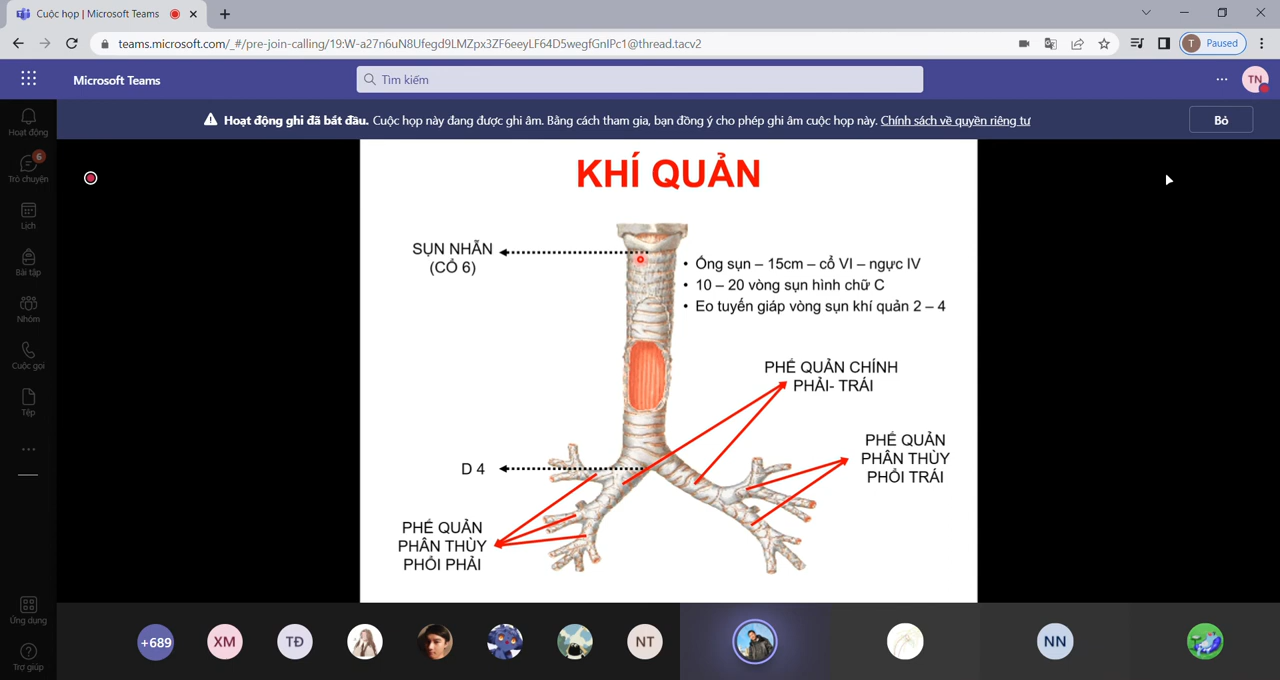 Cuộc họp | Microsoft Teams
teams.microsoft.com/_#/pre-join-calling/19:W-a27n6uN8Ufegd9LMZpx3ZF6eeyLF64D5wegfGnIPc1@thread.tacv2
T
Paused
Microsoft Teams
Tìm kiếm
TN
Hoạt động ghi đã bắt đầu. Cuộc họp này đang được ghi âm. Bằng cách tham gia, bạn đồng ý cho phép ghi âm cuộc họp này. Chính sách về quyền riêng tư
Bỏ
Hoạt động
6
Trò chuyện
Lịch
Bài tập
Nhóm
Cuộc gọi
Tệp
Ứng dụng
Trợ giúp
KHÍ QUẢN
SỤN NHẪN
(CỔ 6)
• Ống sụn – 15cm – cổ VI – ngực IV
• 10 – 20 vòng sụn hình chữ C
• Eo tuyến giáp vòng sụn khí quản 2 – 4
PHẾ QUẢN CHÍNH
PHẢI- TRÁI
PHẾ QUẢN
PHÂN THÙY
PHỔI TRÁI
D 4
PHẾ QUẢN
PHÂN THÙY
PHỔI PHẢI
+689
XM
TĐ
NT
NN